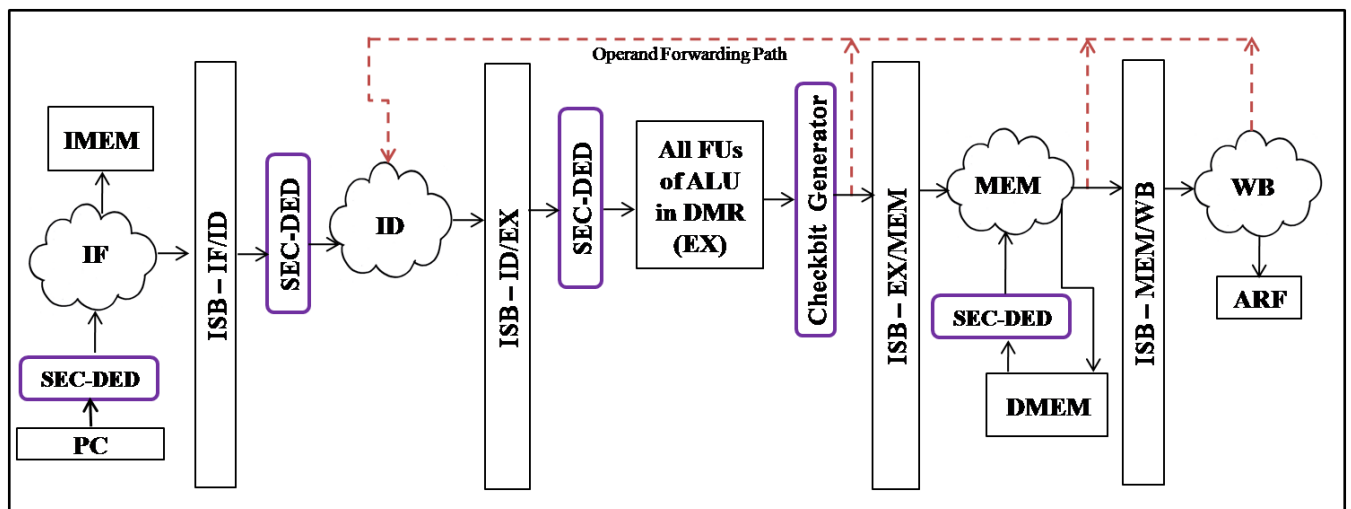 Operand Forwarding Path
IMEM
IF
SEC-DED
PC
ISB – IF/ID
SEC-DED
ID
ISB – ID/EX
SEC-DED
All FUs
of ALU
in DMR
(EX)
Checkbit Generator
ISB – EX/MEM
MEM
SEC-DED
DMEM
ISB – MEM/WB
WB
ARF